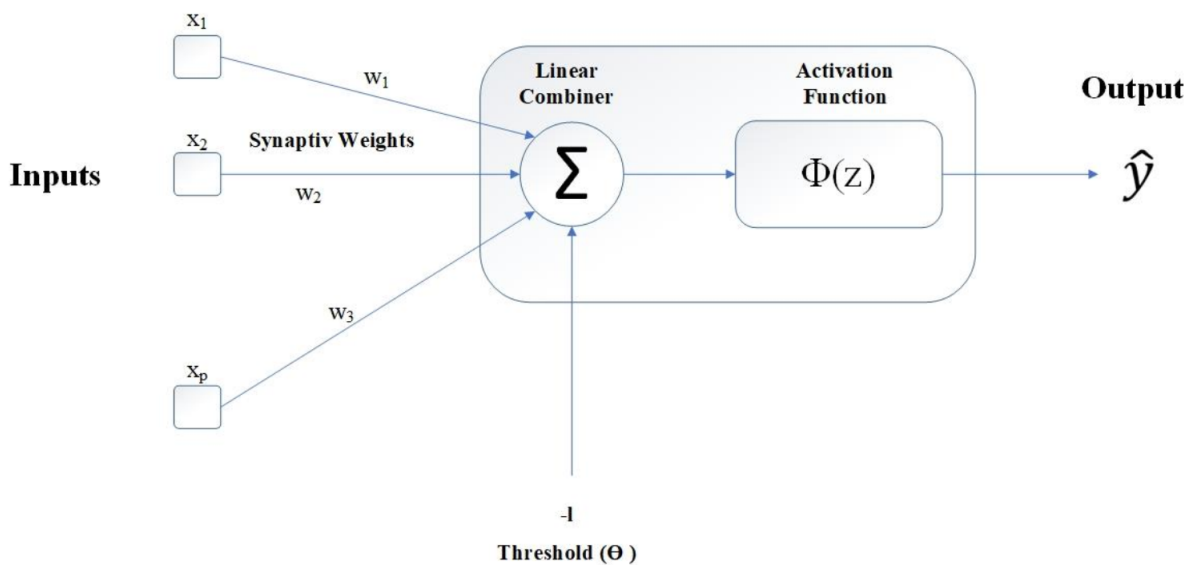 x₁
w₁
Linear
Combiner
Activation
Function
Output
x₂
Synaptiv Weights
Inputs
w₂
Σ
Φ(z)
ŷ
w₃
xₚ
-1
Threshold (Ɵ )